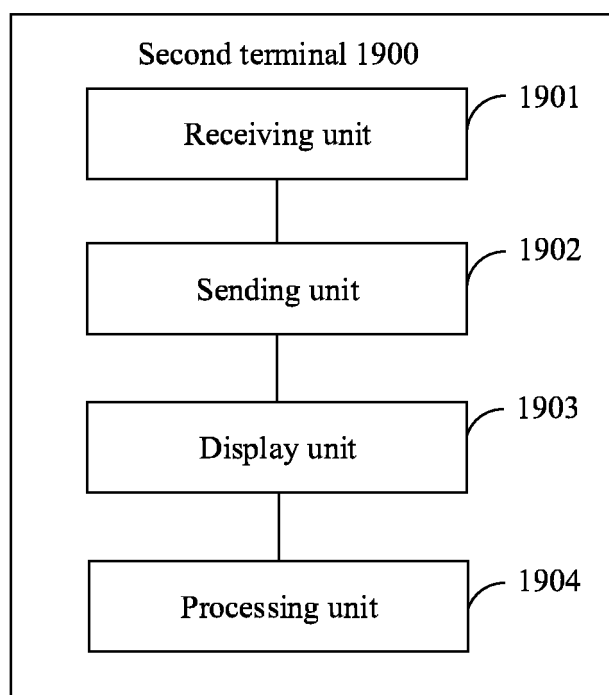 Second terminal 1900
1901
Receiving unit
1902
Sending unit
1903
Display unit
1904
Processing unit